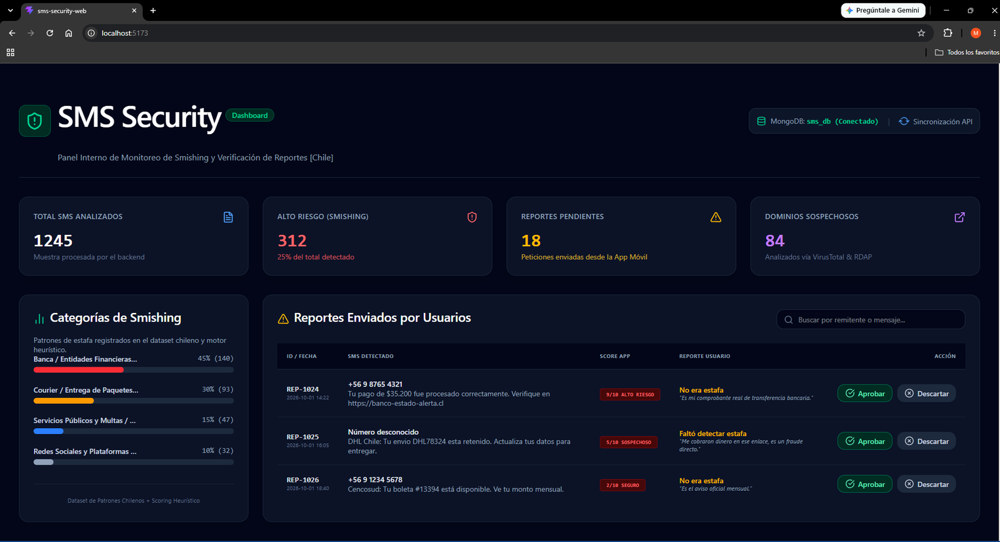 sms-security-web
Pregúntale a Gemini
localhost:5173
M
Todos los favoritos
SMS Security
Dashboard
MongoDB: sms_db (Conectado) | Sincronización API
Panel Interno de Monitoreo de Smishing y Verificación de Reportes [Chile]
TOTAL SMS ANALIZADOS
1245
Muestra procesada por el backend
ALTO RIESGO (SMISHING)
312
25% del total detectado
REPORTES PENDIENTES
18
Peticiones enviadas desde la App Móvil
DOMINIOS SOSPECHOSOS
84
Analizados vía VirusTotal & RDAP
Categorías de Smishing
Patrones de estafa registrados en el dataset chileno y motor
heurístico.
Banca / Entidades Financieras... 45% (140)
Courier / Entrega de Paquetes... 30% (93)
Servicios Públicos y Multas / ... 15% (47)
Redes Sociales y Plataformas ... 10% (32)
Dataset de Patrones Chilenos + Scoring Heurístico
Reportes Enviados por Usuarios
Buscar por remitente o mensaje...
ID / FECHA SMS DETECTADO SCORE APP REPORTE USUARIO ACCIÓN
REP-1024
2026-10-01 14:22
+56 9 8765 4321
Tu pago de $35.200 fue procesado correctamente. Verifique en
https://banco-estado-alerta.cl
9/10 ALTO RIESGO
No era estafa
"Es mi comprobante real de transferencia bancaria."
Aprobar
Descartar
REP-1025
2026-10-01 16:05
Número desconocido
DHL Chile: Tu envio DHL78324 esta retenido. Actualiza tus datos para
entregar.
5/10 SOSPECHOSO
Faltó detectar estafa
"Me cobraron dinero en ese enlace, es un fraude
directo."
Aprobar
Descartar
REP-1026
2026-10-01 18:40
+56 9 1234 5678
Cencosud: Tu boleta #13394 está disponible. Ve tu monto mensual.
2/10 SEGURO
No era estafa
"Es el aviso oficial mensual."
Aprobar
Descartar